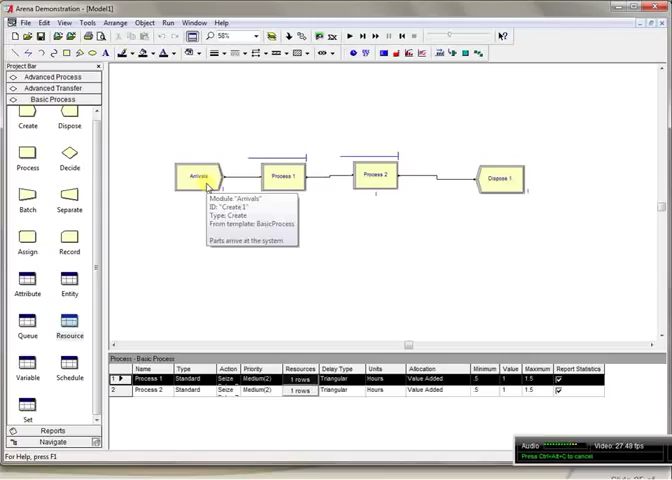 Arena Demonstration - [Model1]
File Edit View Tools Arrange Object Run Window Help
58%
Project Bar
Advanced Process
Advanced Transfer
Basic Process
Create Dispose
Process Decide
Batch Separate
Assign Record
Attribute Entity
Queue Resource
Variable Schedule
Set
Reports
Navigate
Arrivals
Process 1
Process 2
Dispose 1
Module "Arrivals"
ID: "Create 1"
Type: Create
From template: BasicProcess
Parts arrive at the system
Process - Basic Process
Name Type Action Priority Resources Delay Type Units Allocation Minimum Value Maximum Report Statistics
1 Process 1 Standard Seize Medium(2) 1 rows Triangular Hours Value Added .5 1 1.5
2 Process 2 Standard Seize Medium(2) 1 rows Triangular Hours Value Added .5 1 1.5
For Help, press F1
Audio Video: 27.48 fps
Press Ctrl+Alt+C to cancel